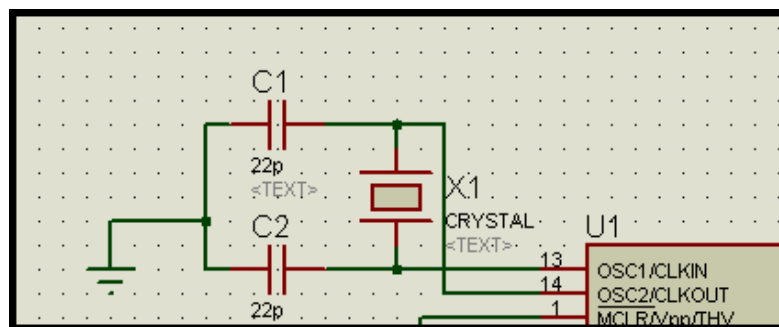 C1
22p
<TEXT>
X1
CRYSTAL
<TEXT>
C2
22p
U1
13 OSC1/CLKIN
14 OSC2/CLKOUT
1 MCLR/Vpp/THV